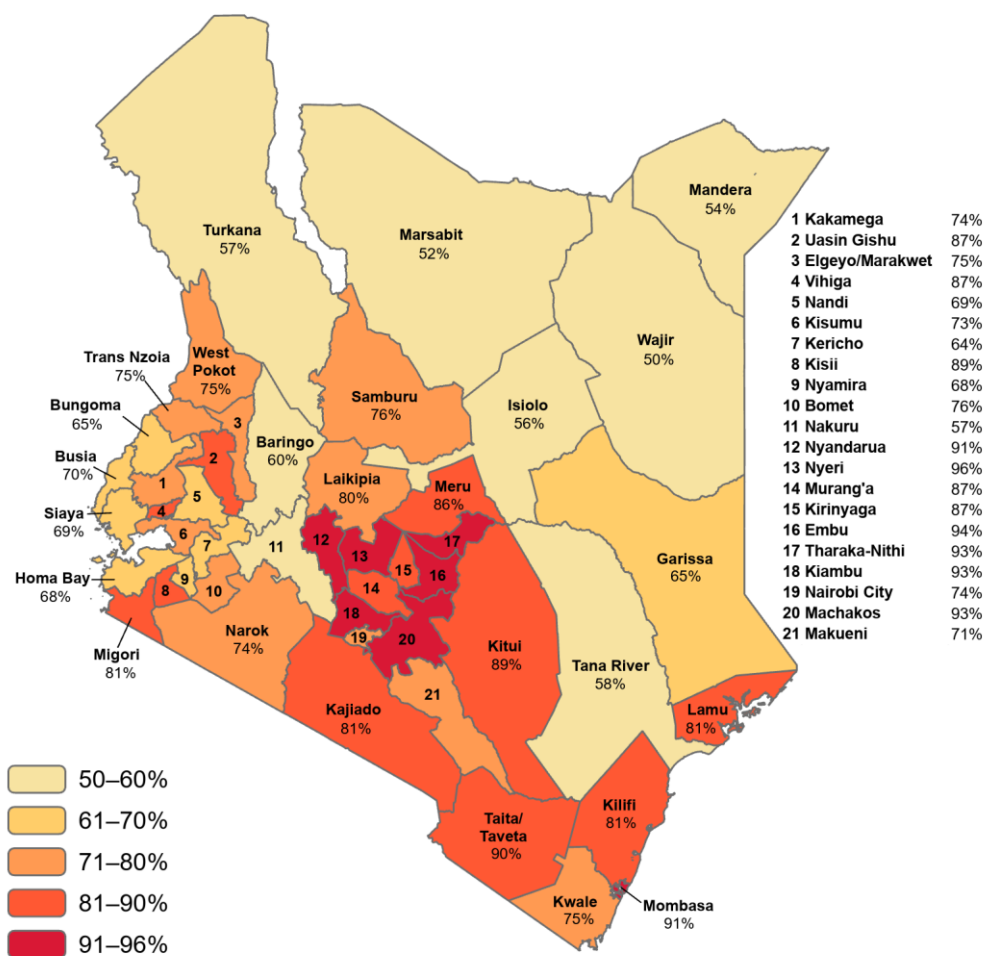 Mandera
54%
Turkana
57%
Marsabit
52%
Wajir
50%
West
Pokot
75%
Trans Nzoia
75%
Samburu
76%
Isiolo
56%
Bungoma
65%
3
Baringo
60%
2
Busia
70%
1
Laikipia
80%
Meru
86%
5
Siaya
69%
4
6
7
11
12
13
17
15
16
14
Garissa
65%
Homa Bay
68%
8
9
10
18
19
20
Narok
74%
Migori
81%
Kitui
89%
Tana River
58%
21
Kajiado
81%
Lamu
81%
Kilifi
81%
Taita/
Taveta
90%
Kwale
75%
Mombasa
91%
1 Kakamega 74%
2 Uasin Gishu 87%
3 Elgeyo/Marakwet 75%
4 Vihiga 87%
5 Nandi 69%
6 Kisumu 73%
7 Kericho 64%
8 Kisii 89%
9 Nyamira 68%
10 Bomet 76%
11 Nakuru 57%
12 Nyandarua 91%
13 Nyeri 96%
14 Murang'a 87%
15 Kirinyaga 87%
16 Embu 94%
17 Tharaka-Nithi 93%
18 Kiambu 93%
19 Nairobi City 74%
20 Machakos 93%
21 Makueni 71%
50–60%
61–70%
71–80%
81–90%
91–96%